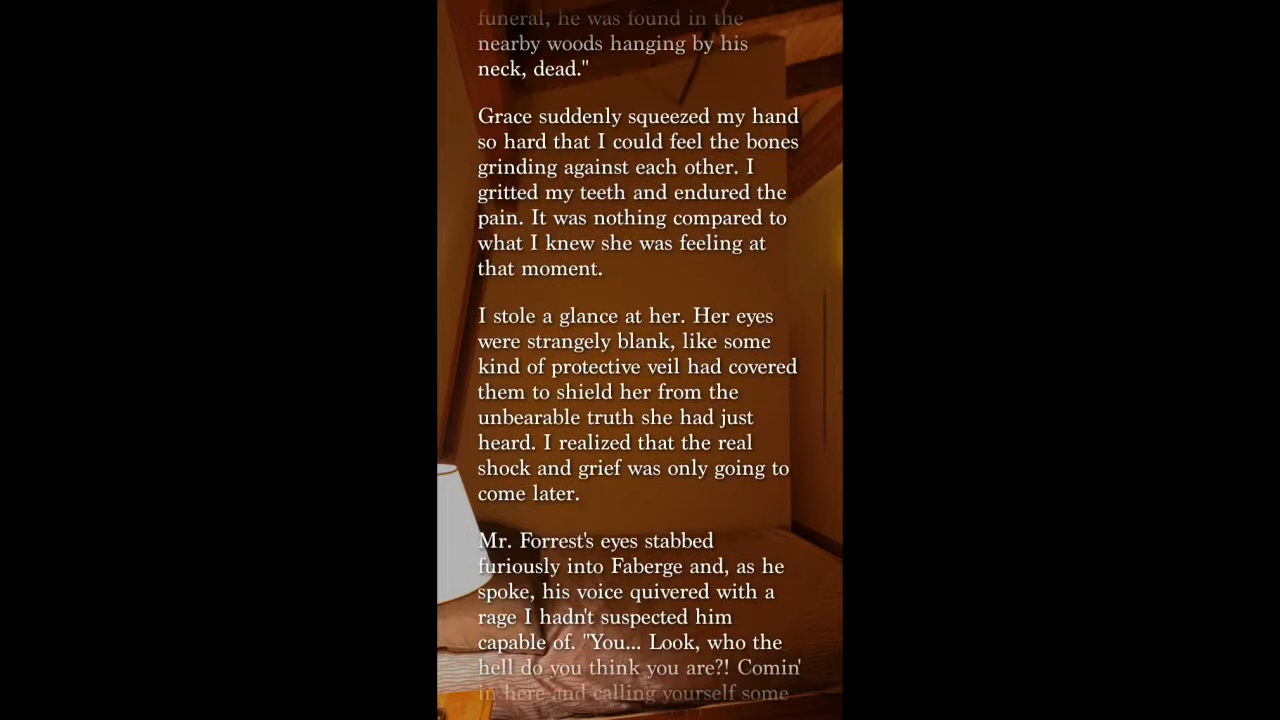 funeral, he was found in the
nearby woods hanging by his
neck, dead."
Grace suddenly squeezed my hand
so hard that I could feel the bones
grinding against each other. I
gritted my teeth and endured the
pain. It was nothing compared to
what I knew she was feeling at
that moment.
I stole a glance at her. Her eyes
were strangely blank, like some
kind of protective veil had covered
them to shield her from the
unbearable truth she had just
heard. I realized that the real
shock and grief was only going to
come later.
Mr. Forrest's eyes stabbed
furiously into Faberge and, as he
spoke, his voice quivered with a
rage I hadn't suspected him
capable of. "You... Look, who the
hell do you think you are?! Comin'
in here and calling yourself some